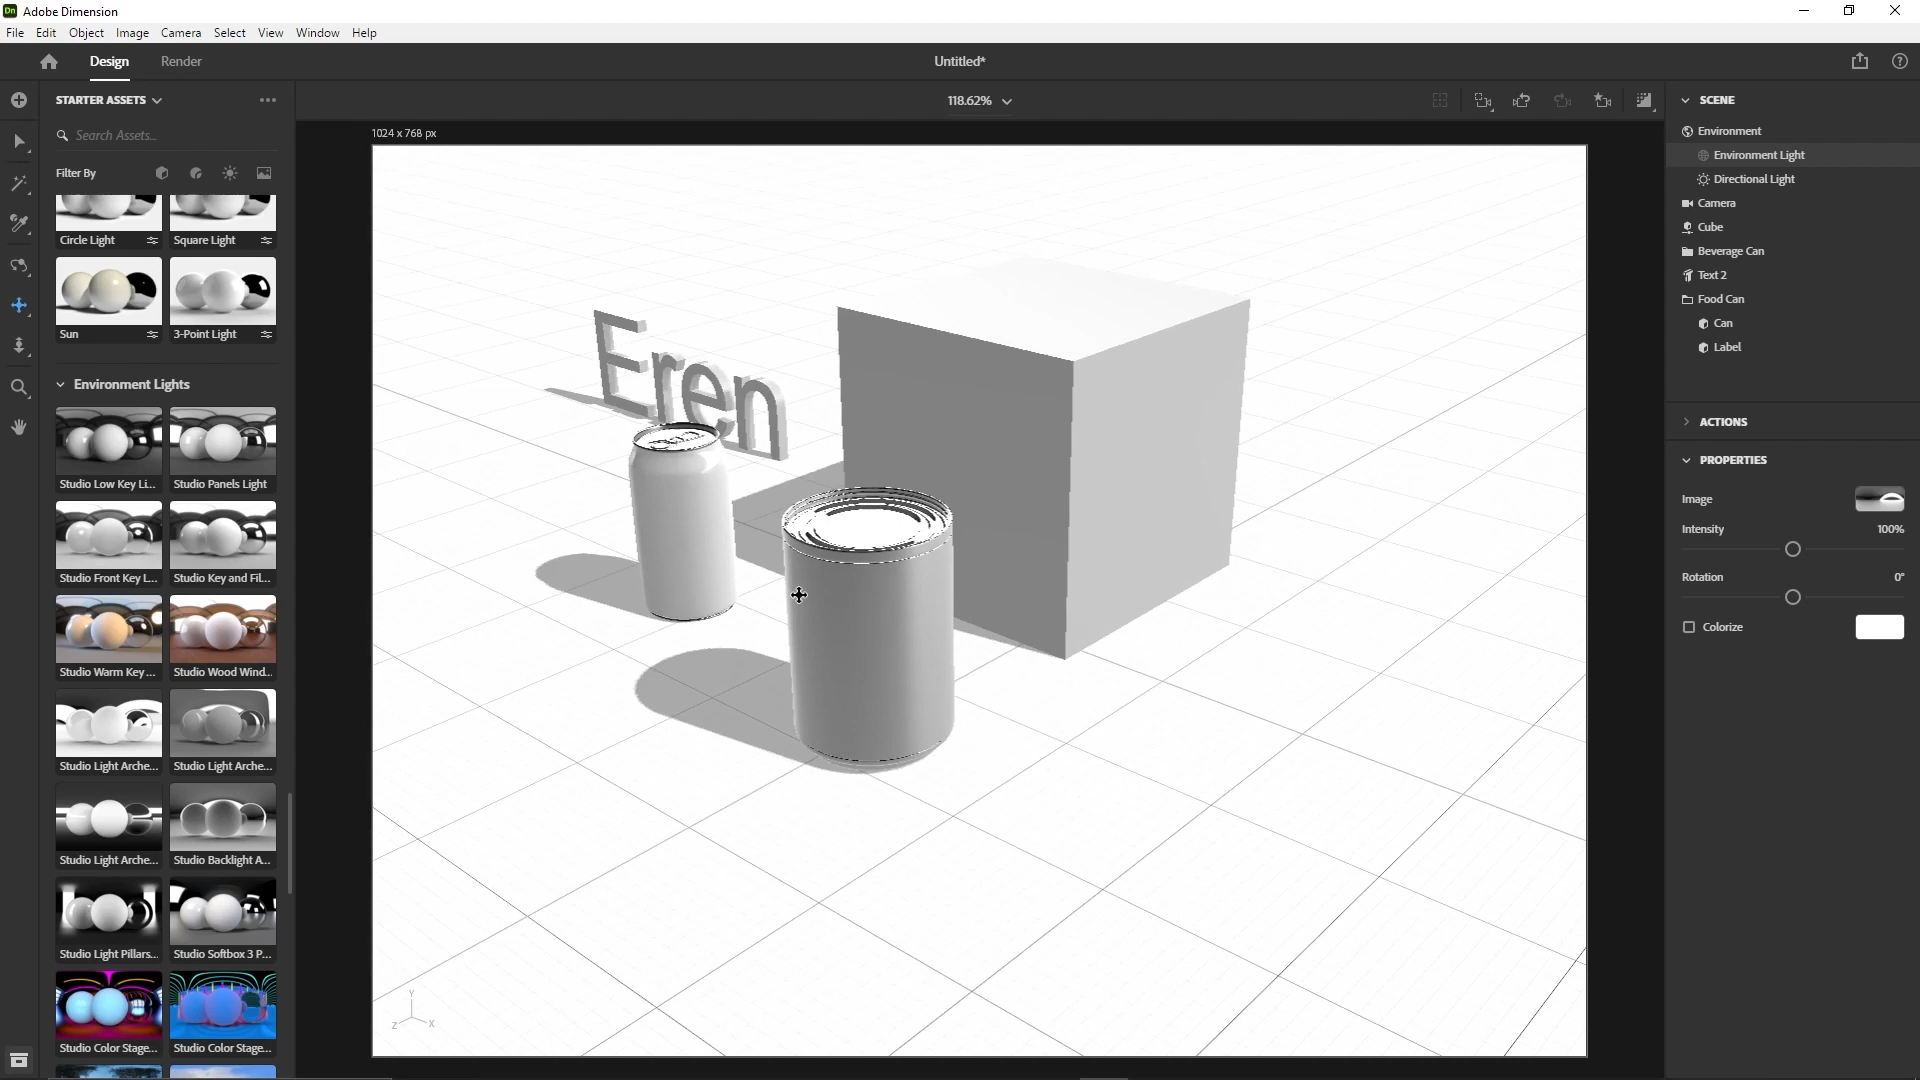 Dn Adobe Dimension
File Edit Object Image Camera Select View Window Help
Design Render Untitled*
STARTER ASSETS
Search Assets...
Filter By
Circle Light Square Light
Sun 3-Point Light
Environment Lights
Studio Low Key Li... Studio Panels Light
Studio Front Key L... Studio Key and Fil...
Studio Warm Key ... Studio Wood Wind...
Studio Light Arche... Studio Light Arche...
Studio Light Arche... Studio Backlight A...
Studio Light Pillars... Studio Softbox 3 P...
Studio Color Stage... Studio Color Stage...
118.62%
1024 x 768 px
Eren
Y
Z X
SCENE
Environment
Environment Light
Directional Light
Camera
Cube
Beverage Can
Text 2
Food Can
Can
Label
ACTIONS
PROPERTIES
Image
Intensity 100%
Rotation 0°
Colorize